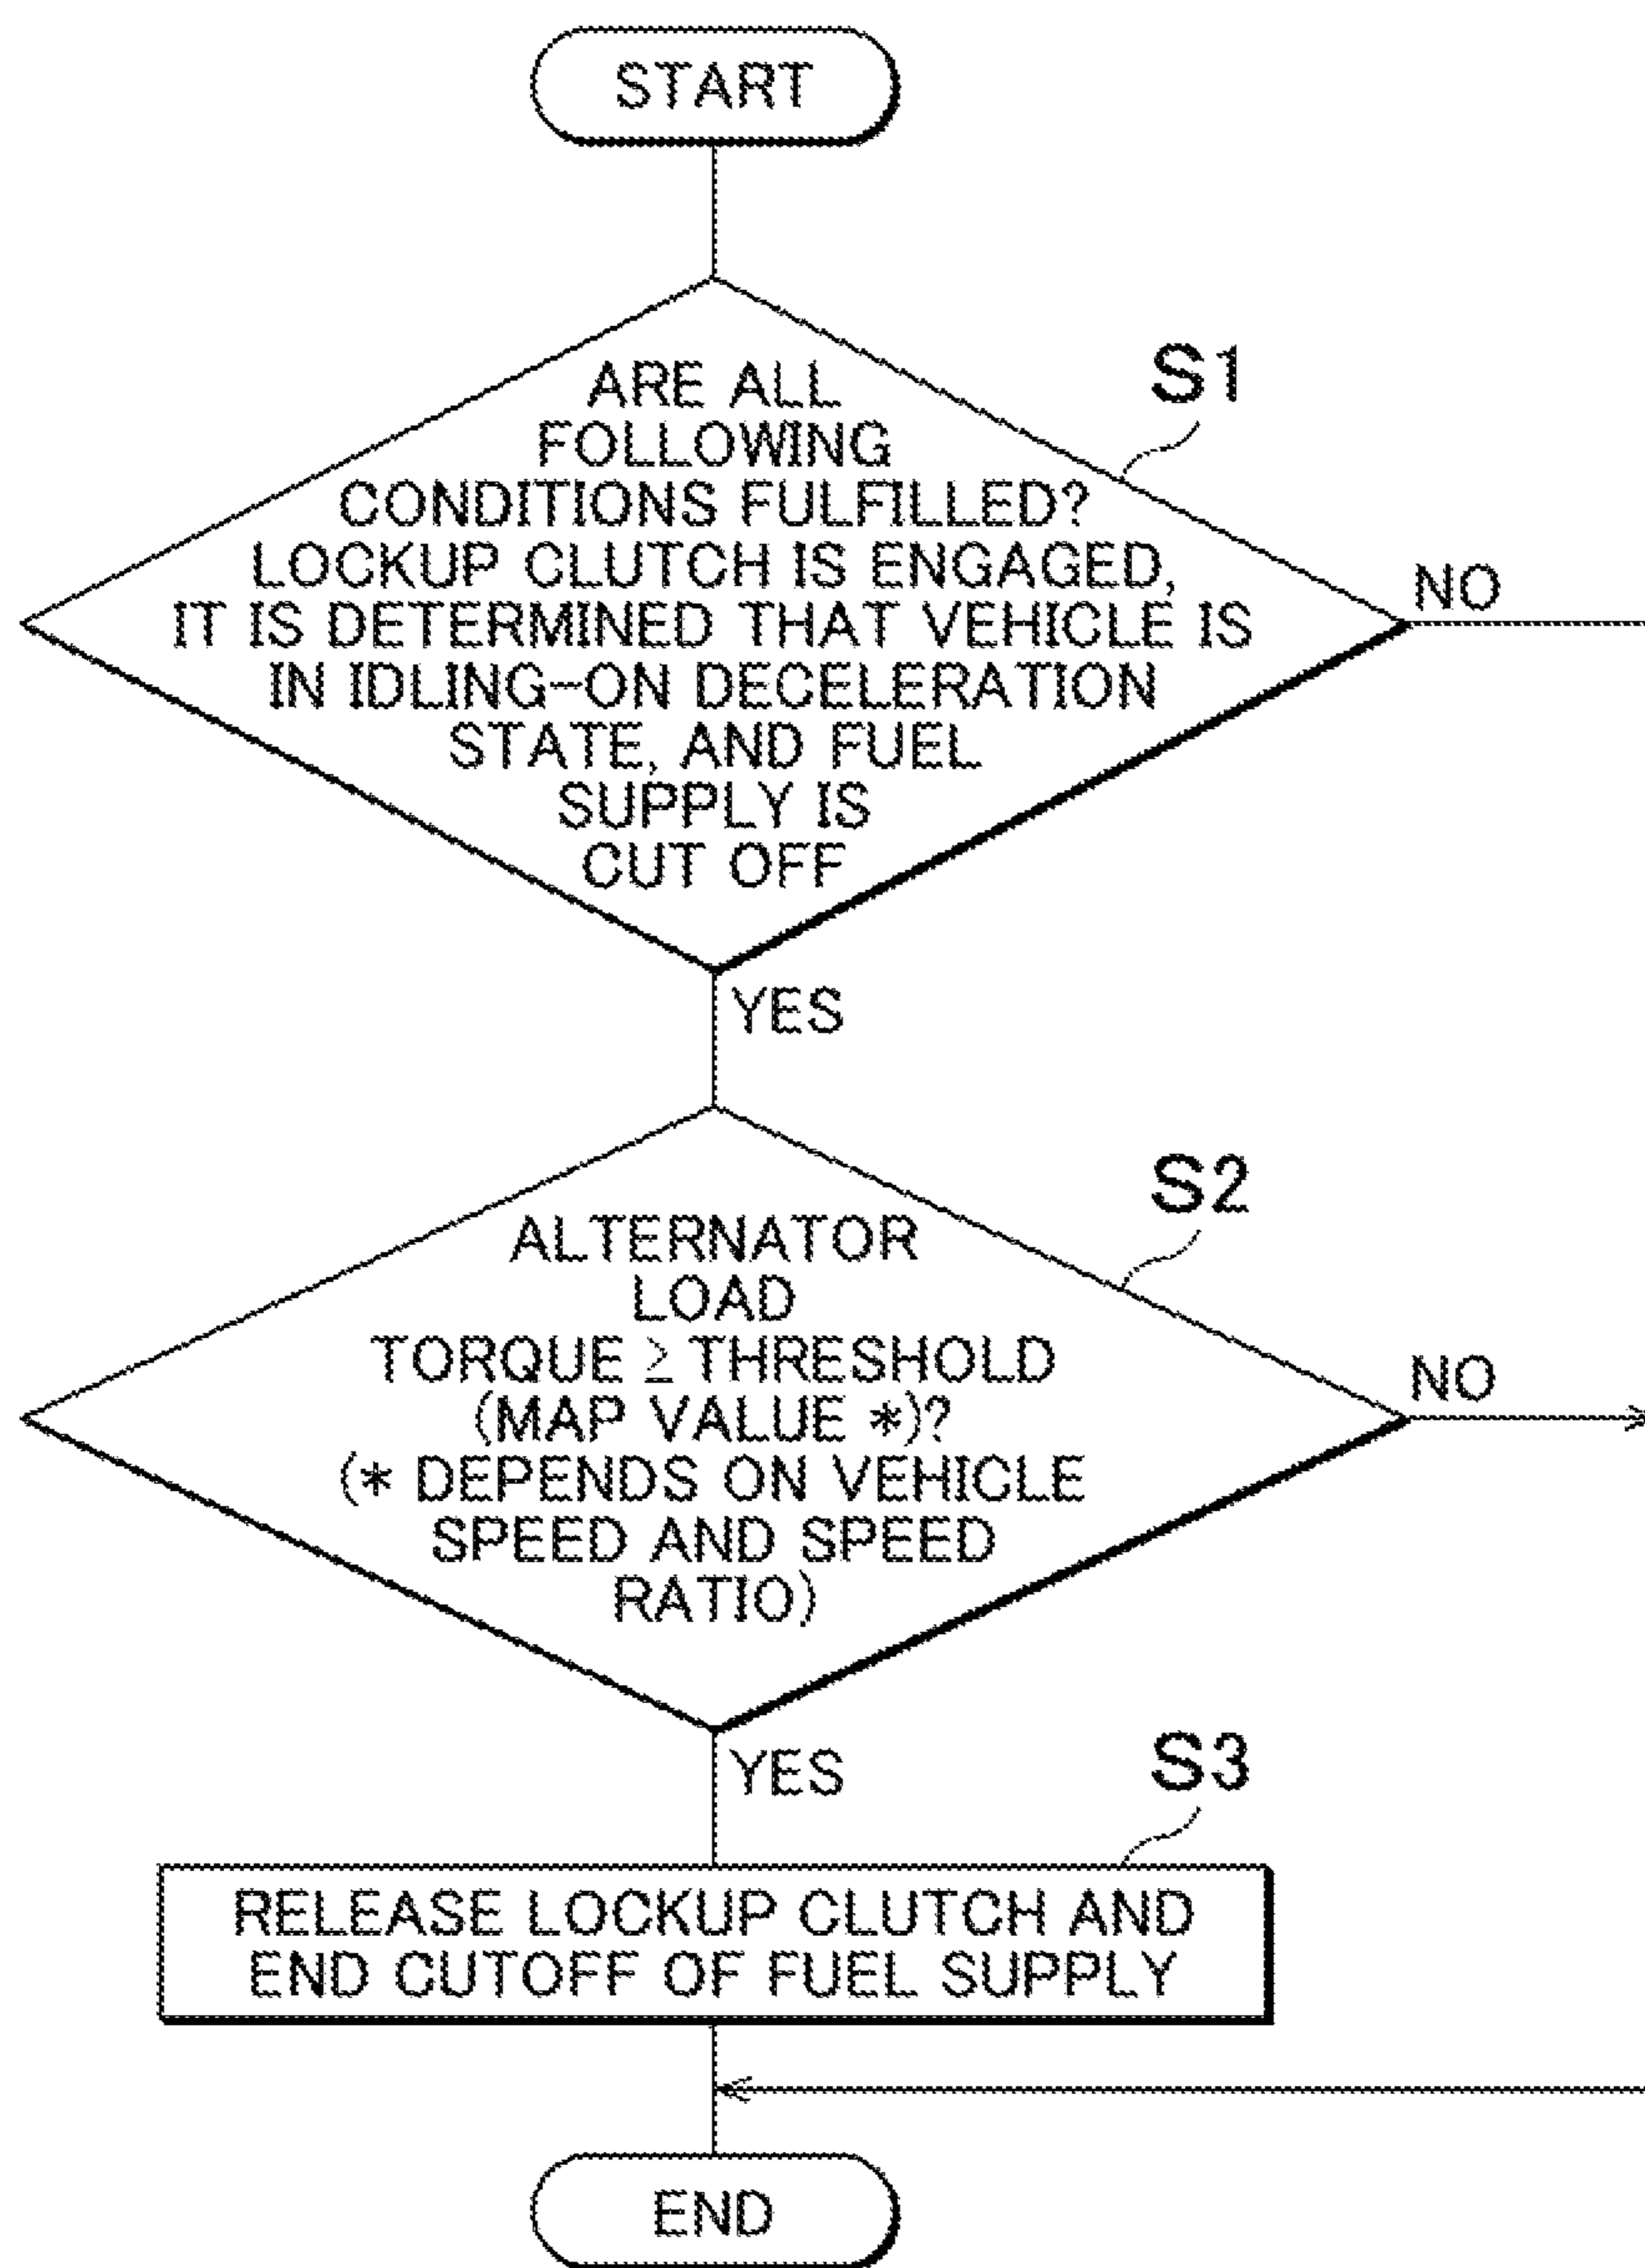 START
S1
ARE ALL
FOLLOWING
CONDITIONS FULFILLED?
LOCKUP CLUTCH IS ENGAGED,
IT IS DETERMINED THAT VEHICLE IS
IN IDLING-ON DECELERATION
STATE, AND FUEL
SUPPLY IS
CUT OFF
NO
YES
S2
ALTERNATOR
LOAD
TORQUE ≥ THRESHOLD
(MAP VALUE *)?
(* DEPENDS ON VEHICLE
SPEED AND SPEED
RATIO)
NO
YES
S3
RELEASE LOCKUP CLUTCH AND
END CUTOFF OF FUEL SUPPLY
END